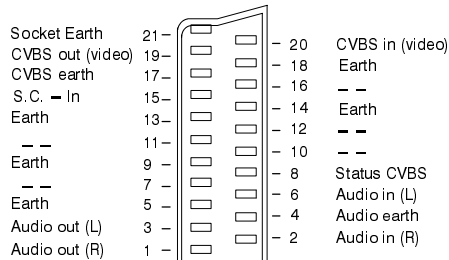 Socket Earth 21 –
CVBS out (video) 19 –
CVBS earth 17 –
S.C. – In 15 –
Earth 13 –
– – 11 –
Earth 9 –
– – 7 –
Earth 5 –
Audio out (L) 3 –
Audio out (R) 1 –
– 20 CVBS in (video)
– 18 Earth
– 16 – –
– 14 Earth
– 12 – –
– 10 – –
– 8 Status CVBS
– 6 Audio in (L)
– 4 Audio earth
– 2 Audio in (R)